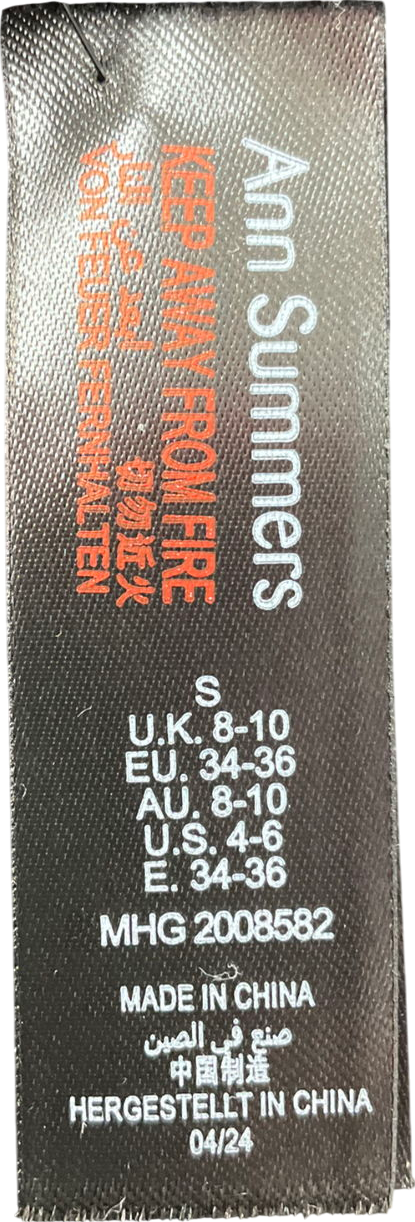 Ann Summers
KEEP AWAY FROM FIRE
ابعد عن النار
切勿近火
VON FEUER FERNHALTEN
S
U.K. 8-10
EU. 34-36
AU. 8-10
U.S. 4-6
E. 34-36
MHG 2008582
MADE IN CHINA
صنع في الصين
中国制造
HERGESTELLT IN CHINA
04/24